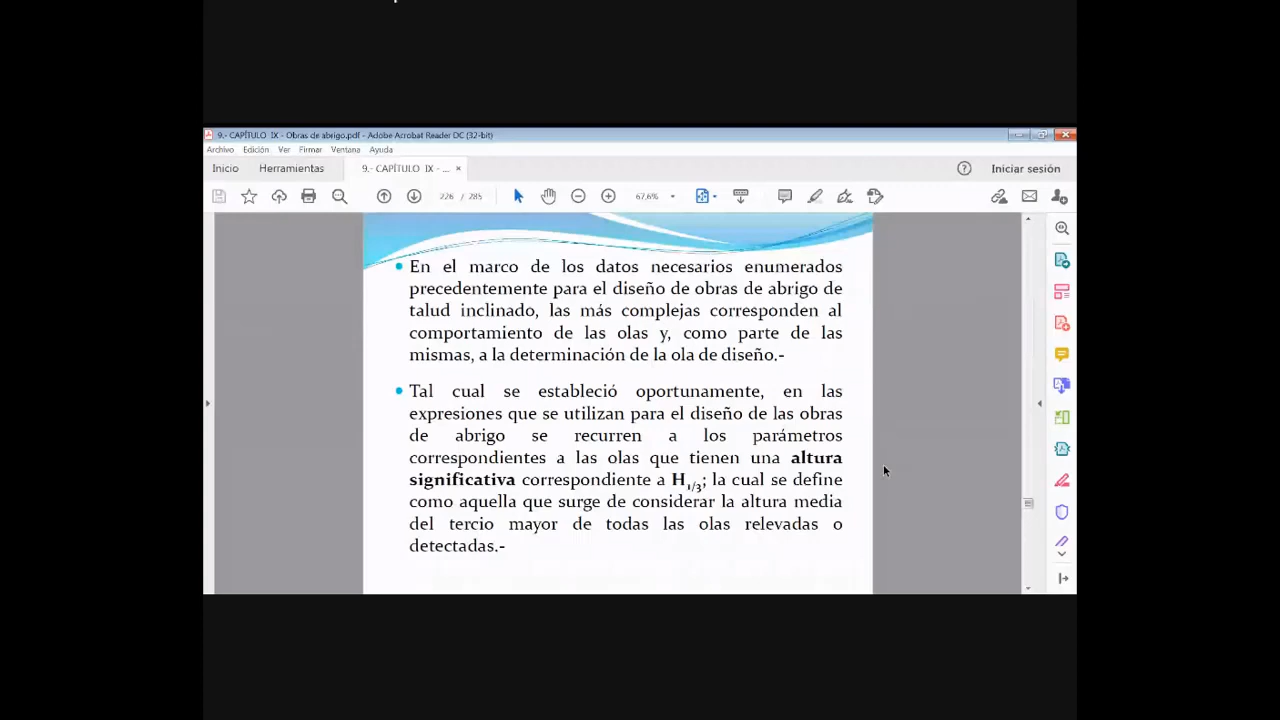 9.- CAPÍTULO IX - Obras de abrigo.pdf - Adobe Acrobat Reader DC (32-bit)
Archivo Edición Ver Firmar Ventana Ayuda
Inicio Herramientas 9.- CAPÍTULO IX - ... × Iniciar sesión
226 / 285 67,6%
• En el marco de los datos necesarios enumerados
precedentemente para el diseño de obras de abrigo de
talud inclinado, las más complejas corresponden al
comportamiento de las olas y, como parte de las
mismas, a la determinación de la ola de diseño.-
• Tal cual se estableció oportunamente, en las
expresiones que se utilizan para el diseño de las obras
de abrigo se recurren a los parámetros
correspondientes a las olas que tienen una altura
significativa correspondiente a H1/3; la cual se define
como aquella que surge de considerar la altura media
del tercio mayor de todas las olas relevadas o
detectadas.-